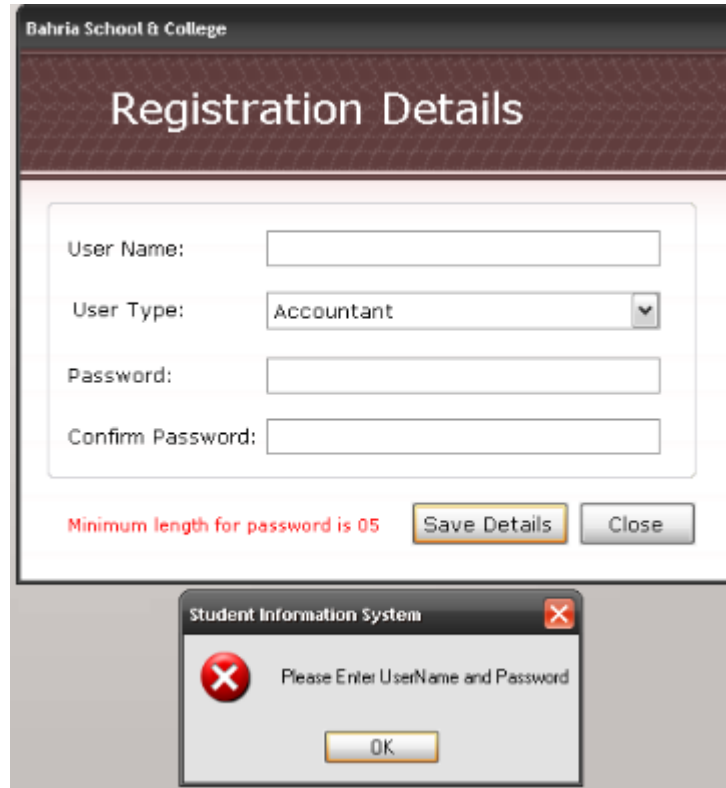 Bahria School & College
Registration Details
User Name:
User Type: Accountant
Password:
Confirm Password:
Minimum length for password is 05 Save Details Close
Student Information System
Please Enter UserName and Password
OK